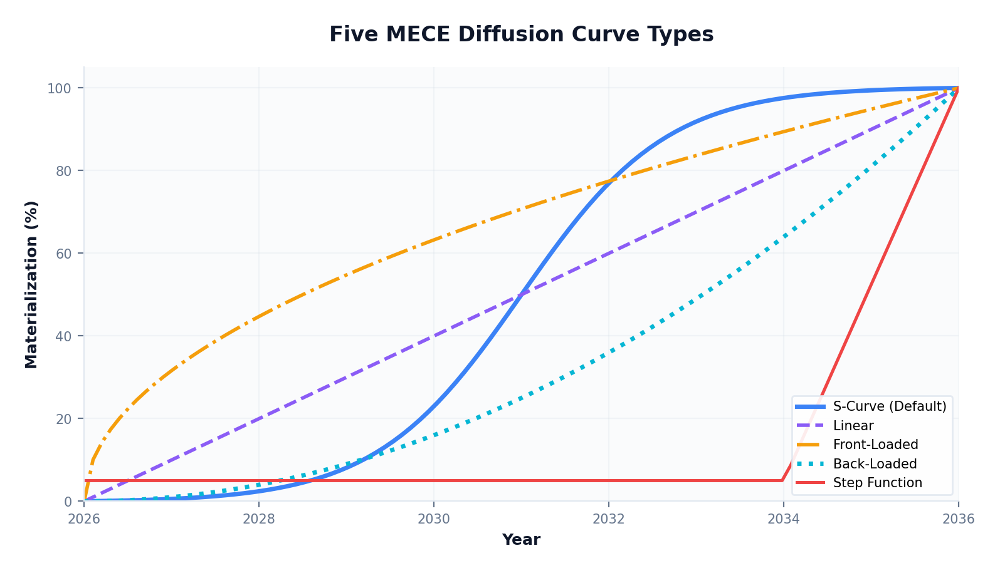 Five MECE Diffusion Curve Types
Materialization (%)
100
80
60
40
20
0
2026
2028
2030
2032
2034
2036
Year
S-Curve (Default)
Linear
Front-Loaded
Back-Loaded
Step Function